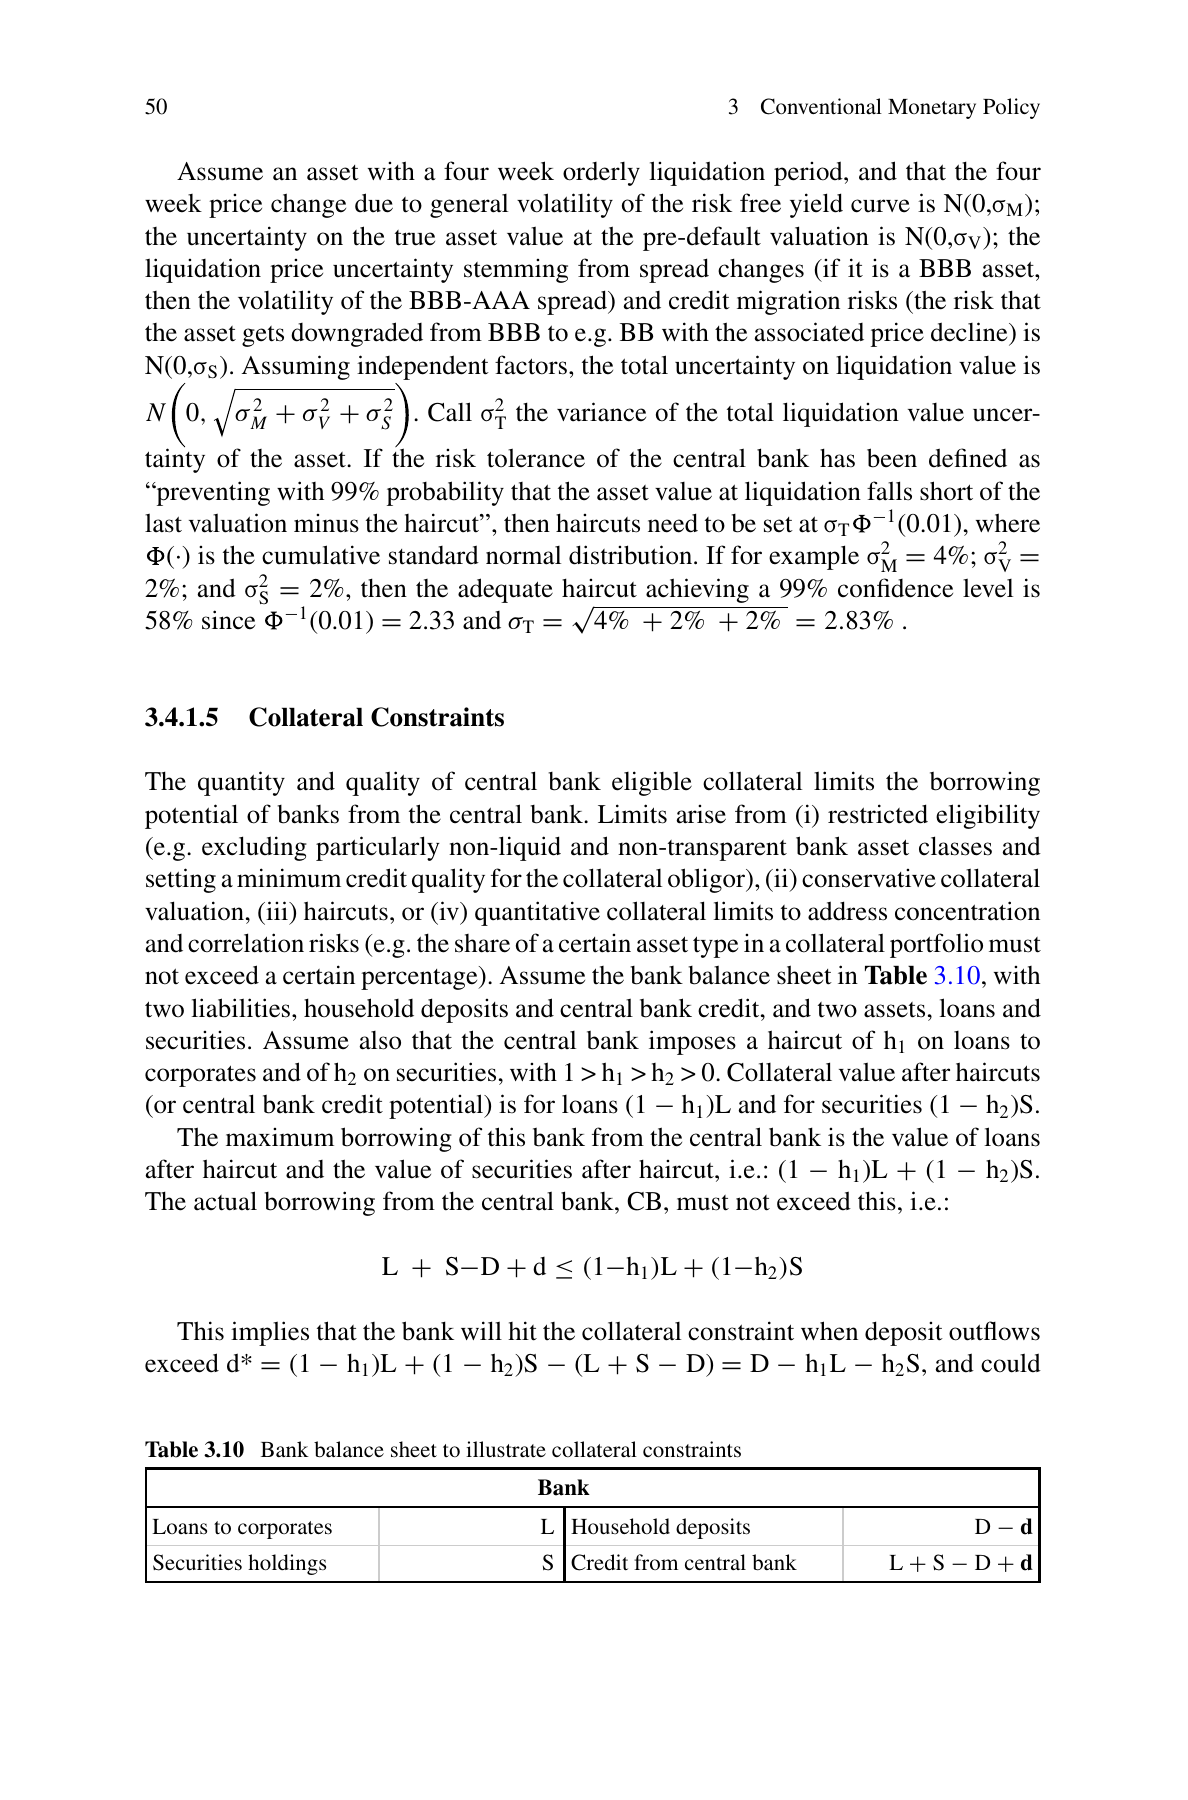 50
3 Conventional Monetary Policy
Assume an asset with a four week orderly liquidation period, and that the four
week price change due to general volatility of the risk free yield curve is N(0,σM);
the uncertainty on the true asset value at the pre-default valuation is N(0,σV); the
liquidation price uncertainty stemming from spread changes (if it is a BBB asset,
then the volatility of the BBB-AAA spread) and credit migration risks (the risk that
the asset gets downgraded from BBB to e.g. BB with the associated price decline) is
N(0,σS). Assuming independent factors, the total uncertainty on liquidation value is
N(0, √(σ²M + σ²V + σ²S)). Call σ²T the variance of the total liquidation value uncer-
tainty of the asset. If the risk tolerance of the central bank has been defined as
“preventing with 99% probability that the asset value at liquidation falls short of the
last valuation minus the haircut”, then haircuts need to be set at σTΦ⁻¹(0.01), where
Φ(·) is the cumulative standard normal distribution. If for example σ²M = 4%; σ²V =
2%; and σ²S = 2%, then the adequate haircut achieving a 99% confidence level is
58% since Φ⁻¹(0.01) = 2.33 and σT = √(4% + 2% + 2%) = 2.83% .
3.4.1.5 Collateral Constraints
The quantity and quality of central bank eligible collateral limits the borrowing
potential of banks from the central bank. Limits arise from (i) restricted eligibility
(e.g. excluding particularly non-liquid and non-transparent bank asset classes and
setting a minimum credit quality for the collateral obligor), (ii) conservative collateral
valuation, (iii) haircuts, or (iv) quantitative collateral limits to address concentration
and correlation risks (e.g. the share of a certain asset type in a collateral portfolio must
not exceed a certain percentage). Assume the bank balance sheet in Table 3.10, with
two liabilities, household deposits and central bank credit, and two assets, loans and
securities. Assume also that the central bank imposes a haircut of h₁ on loans to
corporates and of h₂ on securities, with 1 > h₁ > h₂ > 0. Collateral value after haircuts
(or central bank credit potential) is for loans (1 − h₁)L and for securities (1 − h₂)S.
The maximum borrowing of this bank from the central bank is the value of loans
after haircut and the value of securities after haircut, i.e.: (1 − h₁)L + (1 − h₂)S.
The actual borrowing from the central bank, CB, must not exceed this, i.e.:
L + S−D + d ≤ (1−h₁)L + (1−h₂)S
This implies that the bank will hit the collateral constraint when deposit outflows
exceed d* = (1 − h₁)L + (1 − h₂)S − (L + S − D) = D − h₁L − h₂S, and could
Table 3.10 Bank balance sheet to illustrate collateral constraints
Bank
Loans to corporates L Household deposits D − d
Securities holdings S Credit from central bank L + S − D + d